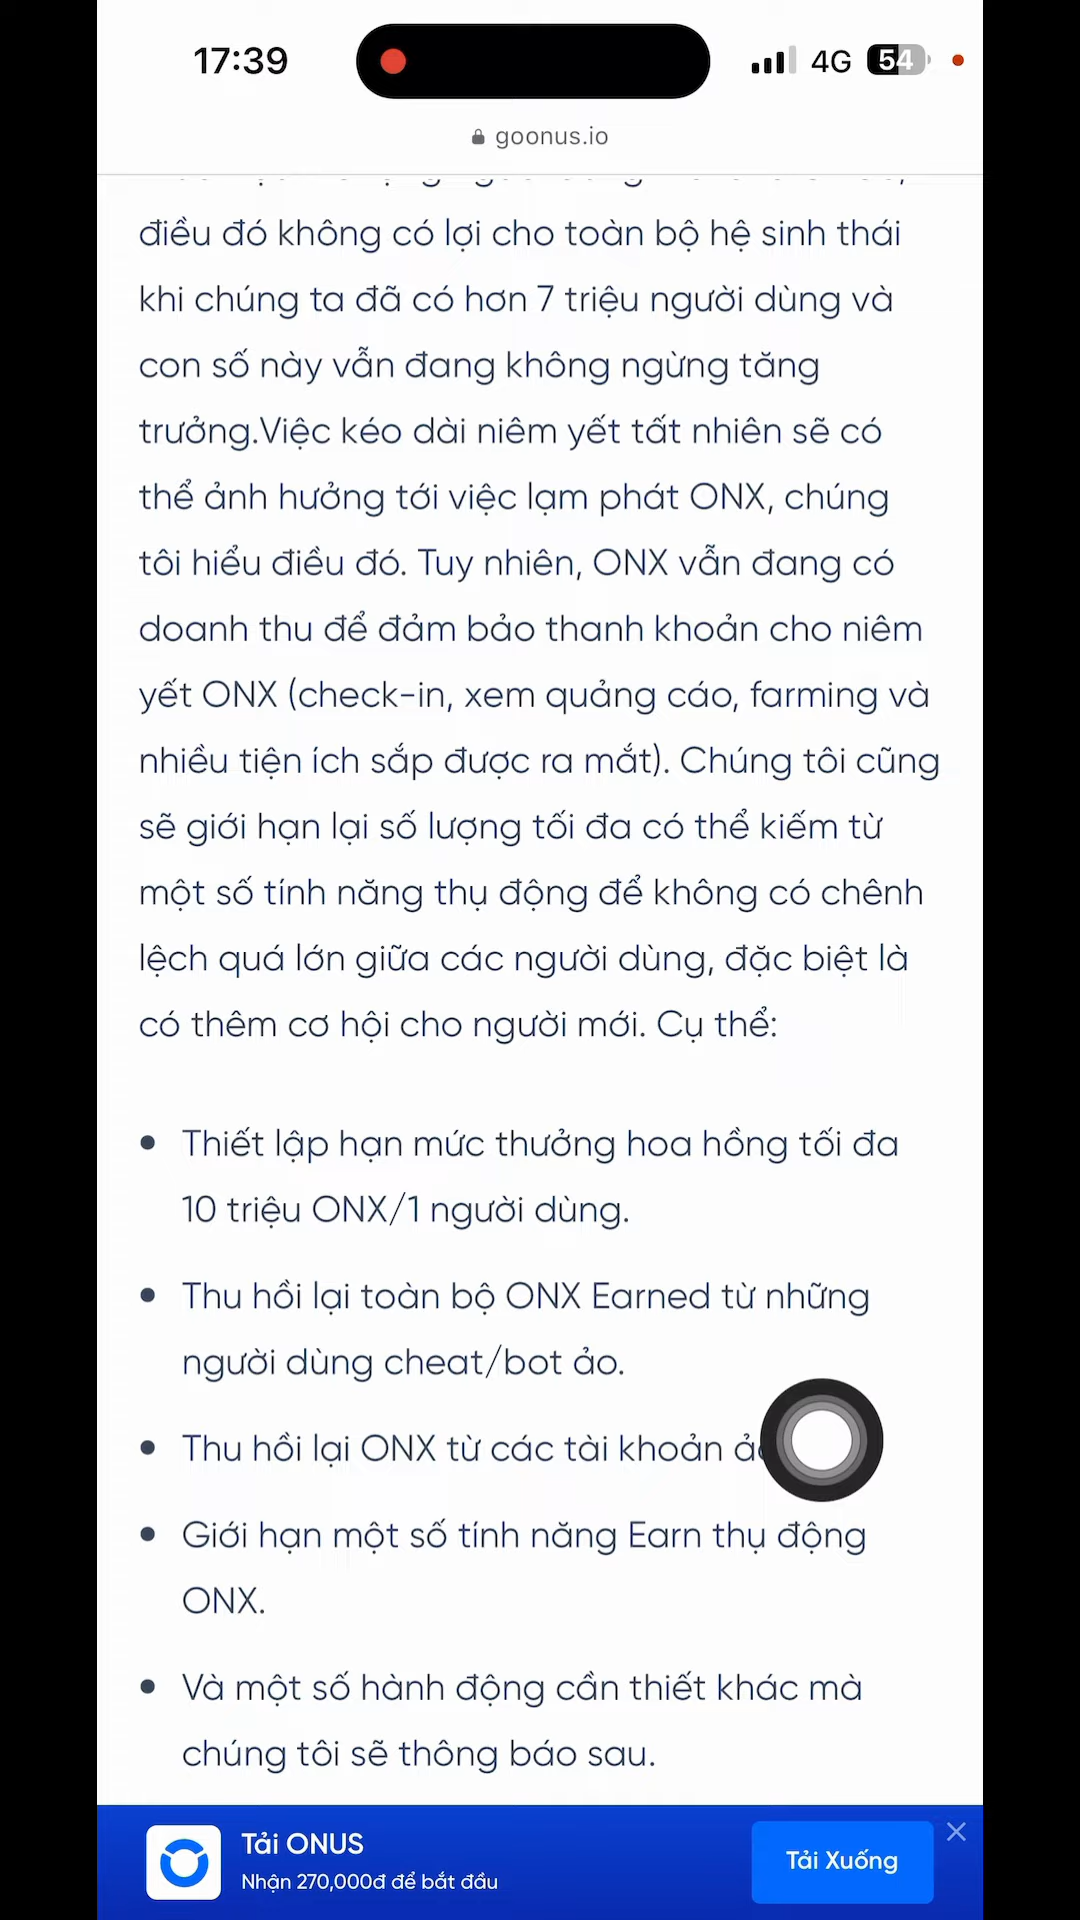 17:39
4G
54
goonus.io
điều đó không có lợi cho toàn bộ hệ sinh thái
khi chúng ta đã có hơn 7 triệu người dùng và
con số này vẫn đang không ngừng tăng
trưởng.Việc kéo dài niêm yết tất nhiên sẽ có
thể ảnh hưởng tới việc lạm phát ONX, chúng
tôi hiểu điều đó. Tuy nhiên, ONX vẫn đang có
doanh thu để đảm bảo thanh khoản cho niêm
yết ONX (check-in, xem quảng cáo, farming và
nhiều tiện ích sắp được ra mắt). Chúng tôi cũng
sẽ giới hạn lại số lượng tối đa có thể kiếm từ
một số tính năng thụ động để không có chênh
lệch quá lớn giữa các người dùng, đặc biệt là
có thêm cơ hội cho người mới. Cụ thể:
• Thiết lập hạn mức thưởng hoa hồng tối đa
10 triệu ONX/1 người dùng.
• Thu hồi lại toàn bộ ONX Earned từ những
người dùng cheat/bot ảo.
• Thu hồi lại ONX từ các tài khoản
• Giới hạn một số tính năng Earn thụ động
ONX.
• Và một số hành động cần thiết khác mà
chúng tôi sẽ thông báo sau.
Tải ONUS
Nhận 270,000đ để bắt đầu
Tải Xuống